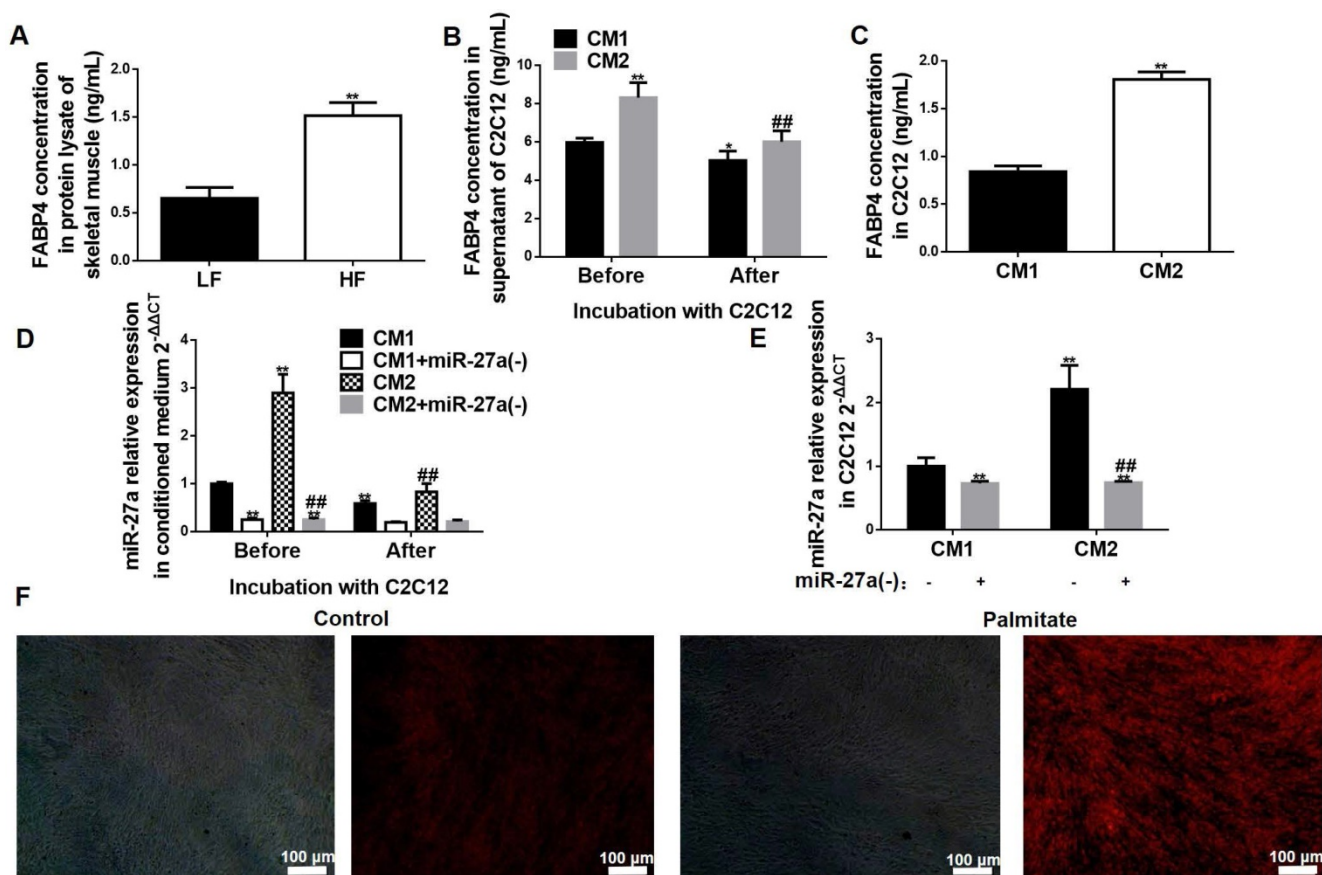 A
FABP4 concentration
in protein lysate of
skeletal muscle (ng/mL)
2.0
1.5
1.0
0.5
0.0
**
LF
HF
B
CM1
CM2
FABP4 concentration in
supernatant of C2C12 (ng/mL)
10
8
6
4
2
0
**
*
##
Before
After
Incubation with C2C12
C
FABP4 concentration
in C2C12 (ng/mL)
2.0
1.5
1.0
0.5
0.0
**
CM1
CM2
D
miR-27a relative expression
in conditioned medium 2-ΔΔCT
4
3
2
1
0
CM1
CM1+miR-27a(-)
CM2
CM2+miR-27a(-)
**
**
##
**
**
##
Before
After
Incubation with C2C12
E
miR-27a relative expression
in C2C12 2-ΔΔCT
3
2
1
0
**
**
##
**
CM1
CM2
miR-27a(-): - + - +
F
Control
Palmitate
100 µm
100 µm
100 µm
100 µm